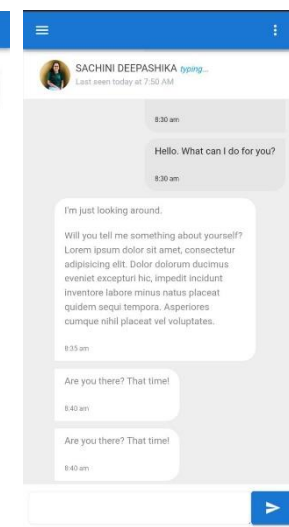 SACHINI DEEPASHIKA typing...
Last seen today at 7:50 AM
8:30 am
Hello. What can I do for you?
8:30 am
I'm just looking around.
Will you tell me something about yourself?
Lorem ipsum dolor sit amet, consectetur
adipisicing elit. Dolor dolorum ducimus
eveniet excepturi hic, impedit incidunt
inventore labore minus natus placeat
quidem sequi tempora. Asperiores
cumque nihil placeat vel voluptates.
8:35 am
Are you there? That time!
8:40 am
Are you there? That time!
8:40 am